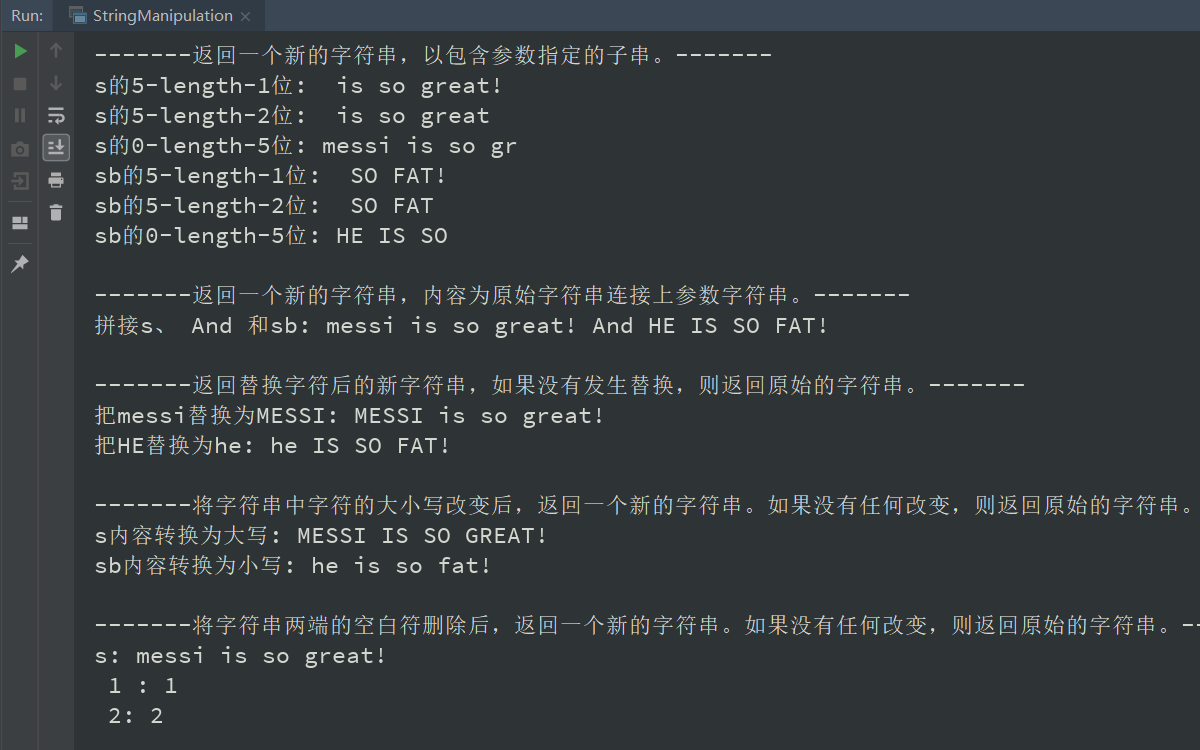 Run: StringManipulation ×
-------返回一个新的字符串，以包含参数指定的子串。-------
s的5-length-1位:  is so great!
s的5-length-2位:  is so great
s的0-length-5位: messi is so gr
sb的5-length-1位:  SO FAT!
sb的5-length-2位:  SO FAT
sb的0-length-5位: HE IS SO
-------返回一个新的字符串，内容为原始字符串连接上参数字符串。-------
拼接s、 And 和sb: messi is so great! And HE IS SO FAT!
-------返回替换字符后的新字符串，如果没有发生替换，则返回原始的字符串。-------
把messi替换为MESSI: MESSI is so great!
把HE替换为he: he IS SO FAT!
-------将字符串中字符的大小写改变后，返回一个新的字符串。如果没有任何改变，则返回原始的字符串。
s内容转换为大写: MESSI IS SO GREAT!
sb内容转换为小写: he is so fat!
-------将字符串两端的空白符删除后，返回一个新的字符串。如果没有任何改变，则返回原始的字符串。--
s: messi is so great!
 1 : 1
 2: 2